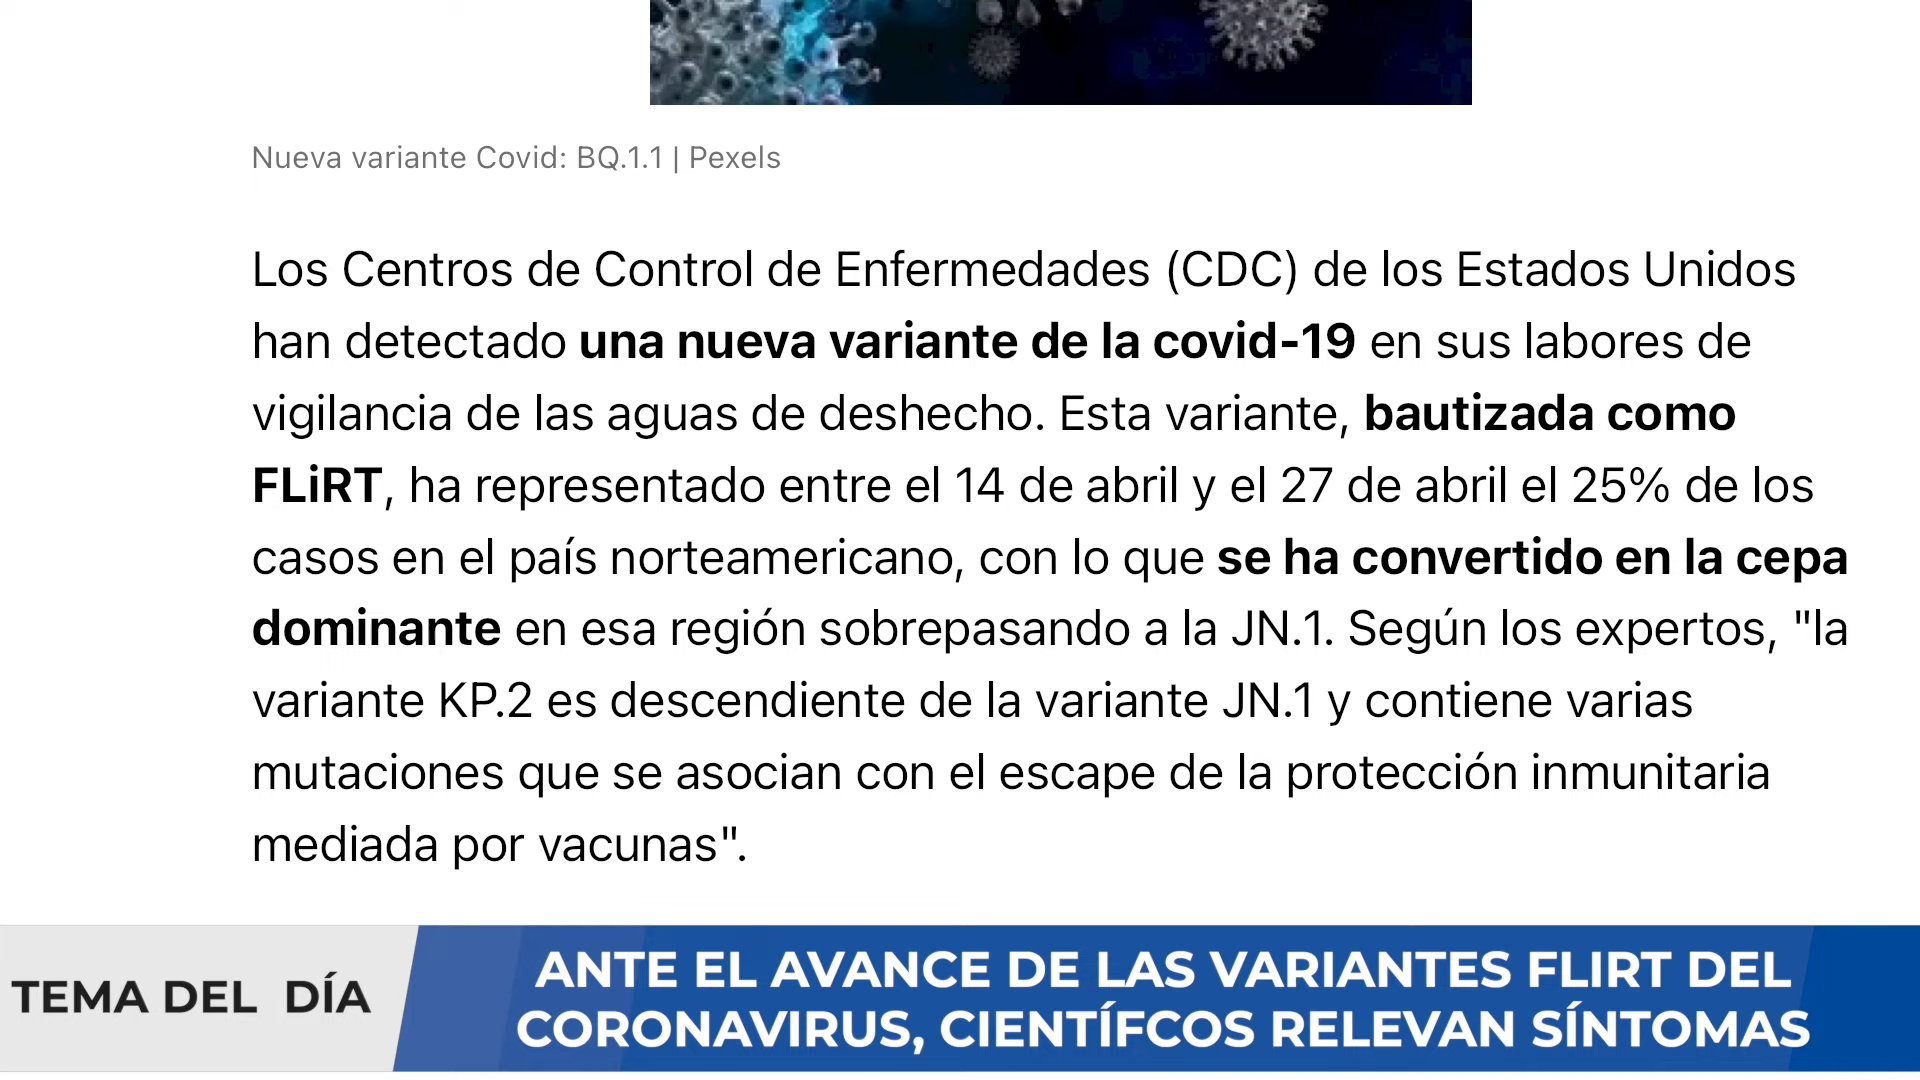 Nueva variante Covid: BQ.1.1 | Pexels
Los Centros de Control de Enfermedades (CDC) de los Estados Unidos
han detectado una nueva variante de la covid-19 en sus labores de
vigilancia de las aguas de deshecho. Esta variante, bautizada como
FLiRT, ha representado entre el 14 de abril y el 27 de abril el 25% de los
casos en el país norteamericano, con lo que se ha convertido en la cepa
dominante en esa región sobrepasando a la JN.1. Según los expertos, "la
variante KP.2 es descendiente de la variante JN.1 y contiene varias
mutaciones que se asocian con el escape de la protección inmunitaria
mediada por vacunas".
TEMA DEL DÍA
ANTE EL AVANCE DE LAS VARIANTES FLIRT DEL
CORONAVIRUS, CIENTÍFCOS RELEVAN SÍNTOMAS